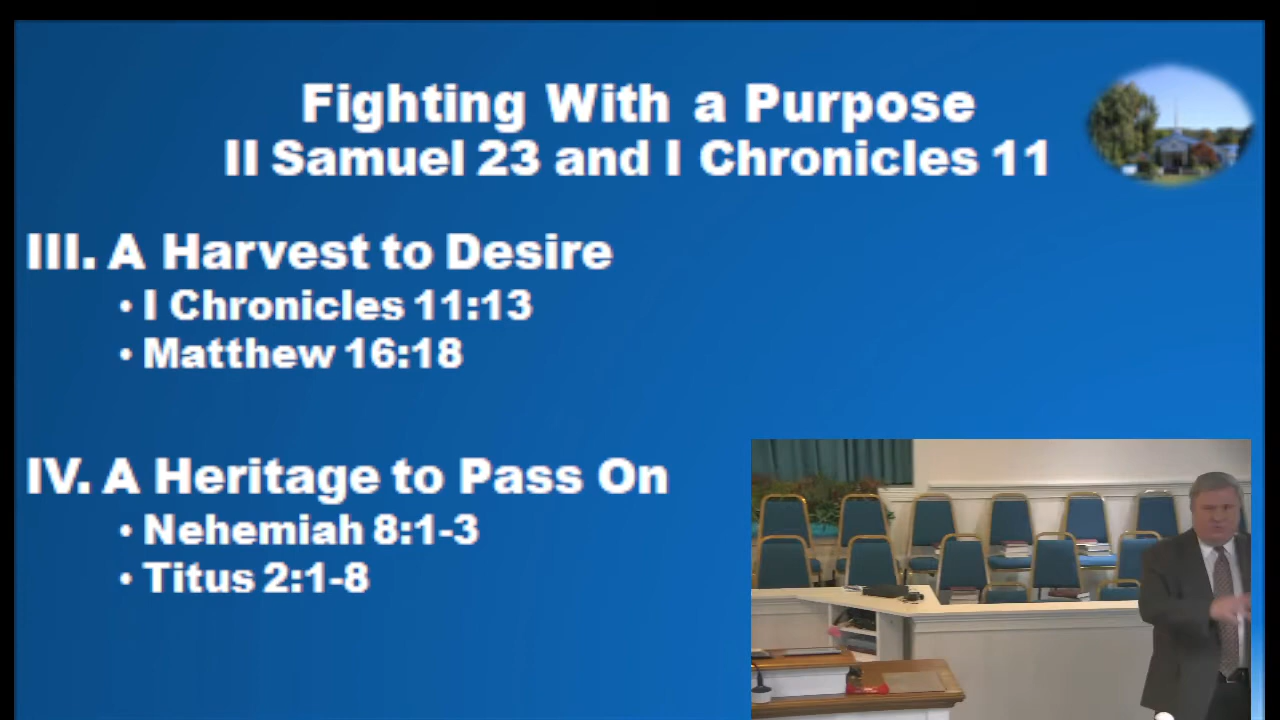 Fighting With a Purpose
II Samuel 23 and I Chronicles 11
III. A Harvest to Desire
• I Chronicles 11:13
• Matthew 16:18
IV. A Heritage to Pass On
• Nehemiah 8:1-3
• Titus 2:1-8